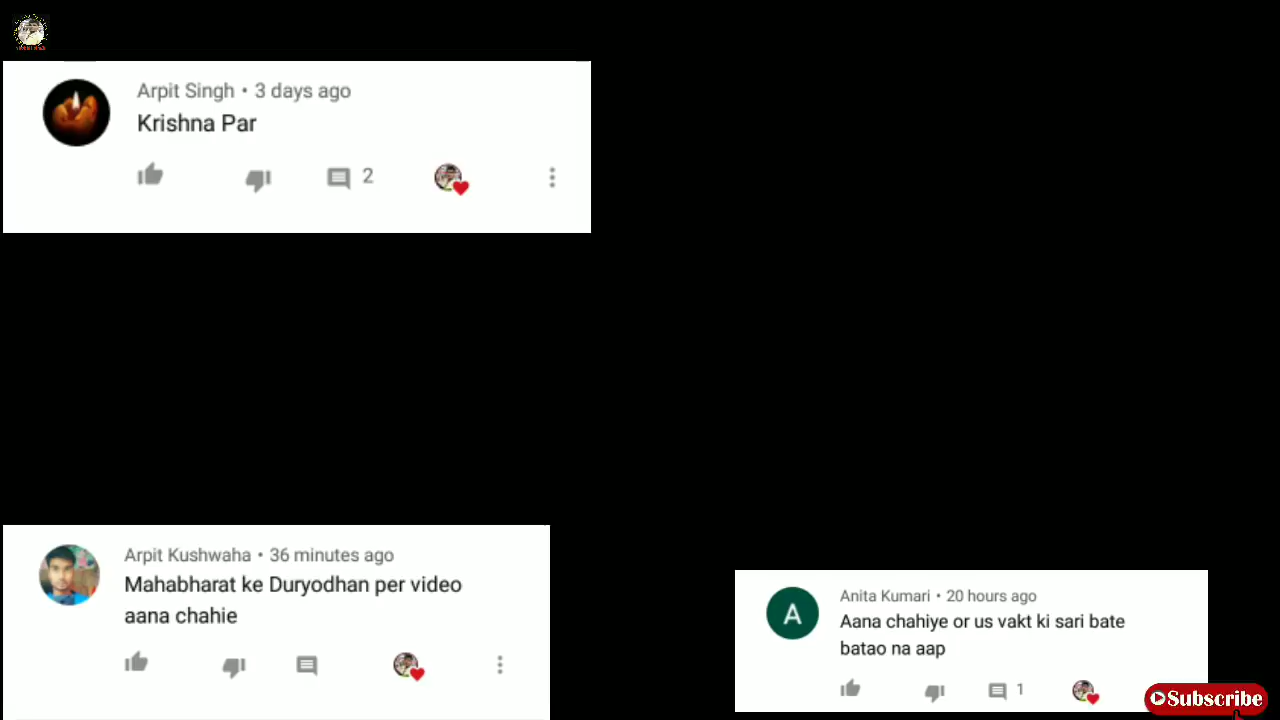 Arpit Singh • 3 days ago
Krishna Par
2
Arpit Kushwaha • 36 minutes ago
Mahabharat ke Duryodhan per video
aana chahie
Anita Kumari • 20 hours ago
Aana chahiye or us vakt ki sari bate
batao na aap
A
1
Subscribe